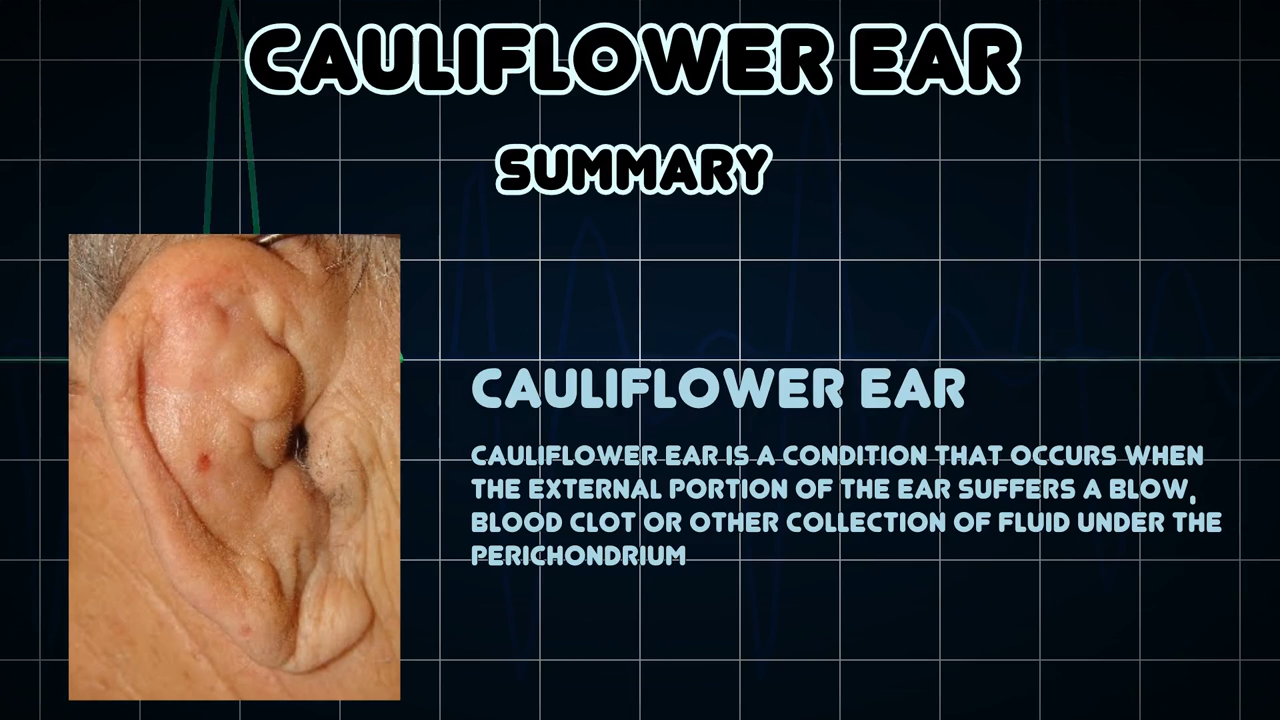 CAULIFLOWER EAR
SUMMARY
CAULIFLOWER EAR
CAULIFLOWER EAR IS A CONDITION THAT OCCURS WHEN
THE EXTERNAL PORTION OF THE EAR SUFFERS A BLOW,
BLOOD CLOT OR OTHER COLLECTION OF FLUID UNDER THE
PERICHONDRIUM